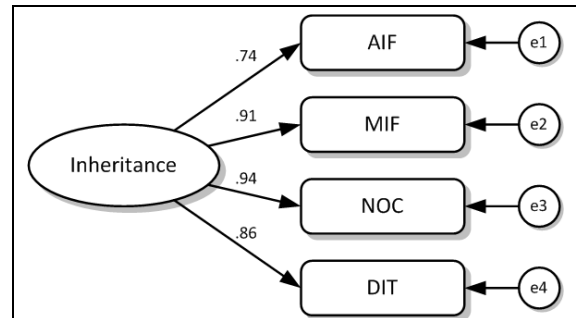 AIF
e1
.74
.91
MIF
e2
Inheritance
.94
NOC
e3
.86
DIT
e4